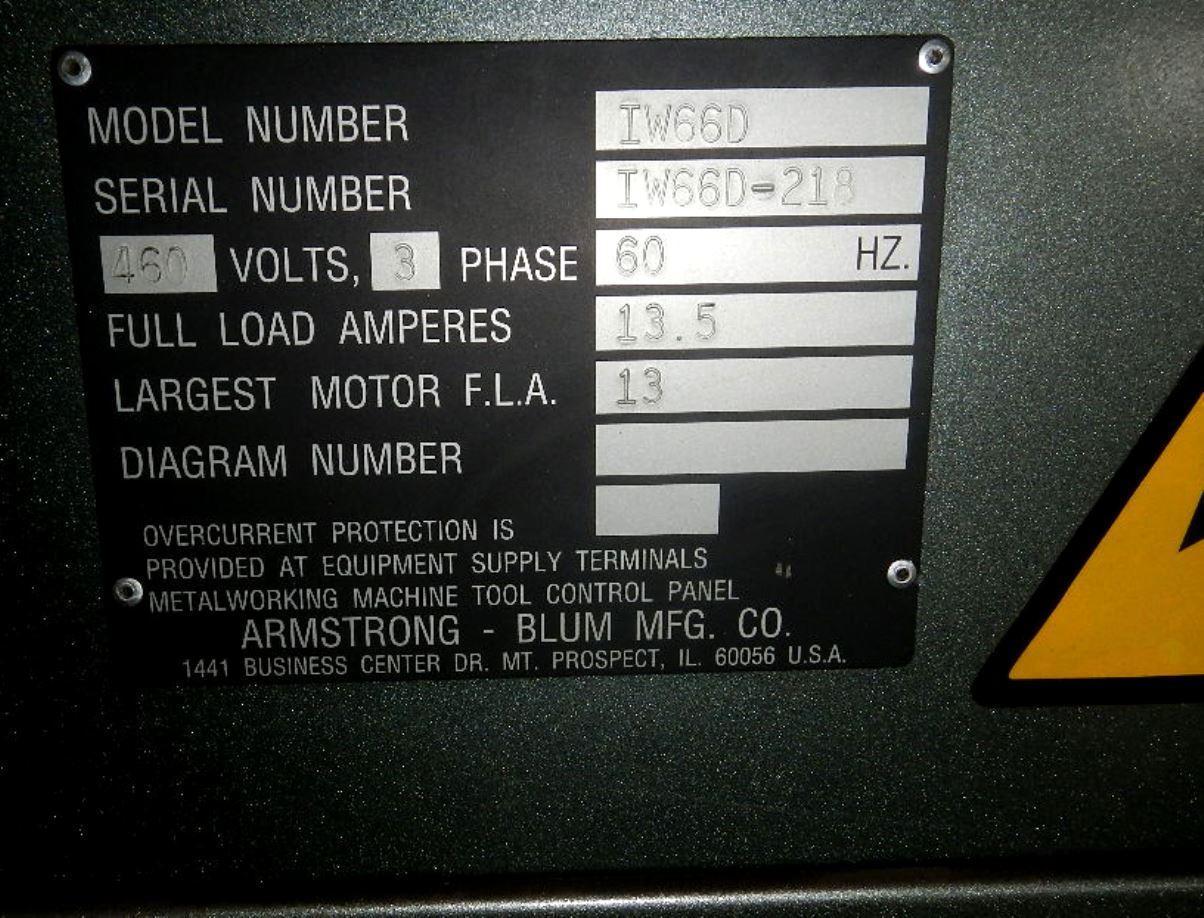 MODEL NUMBER IW66D
SERIAL NUMBER IW66D-218
460 VOLTS, 3 PHASE 60 HZ.
FULL LOAD AMPERES 13.5
LARGEST MOTOR F.L.A. 13
DIAGRAM NUMBER
OVERCURRENT PROTECTION IS
PROVIDED AT EQUIPMENT SUPPLY TERMINALS
METALWORKING MACHINE TOOL CONTROL PANEL
ARMSTRONG - BLUM MFG. CO.
1441 BUSINESS CENTER DR. MT. PROSPECT, IL. 60056 U.S.A.